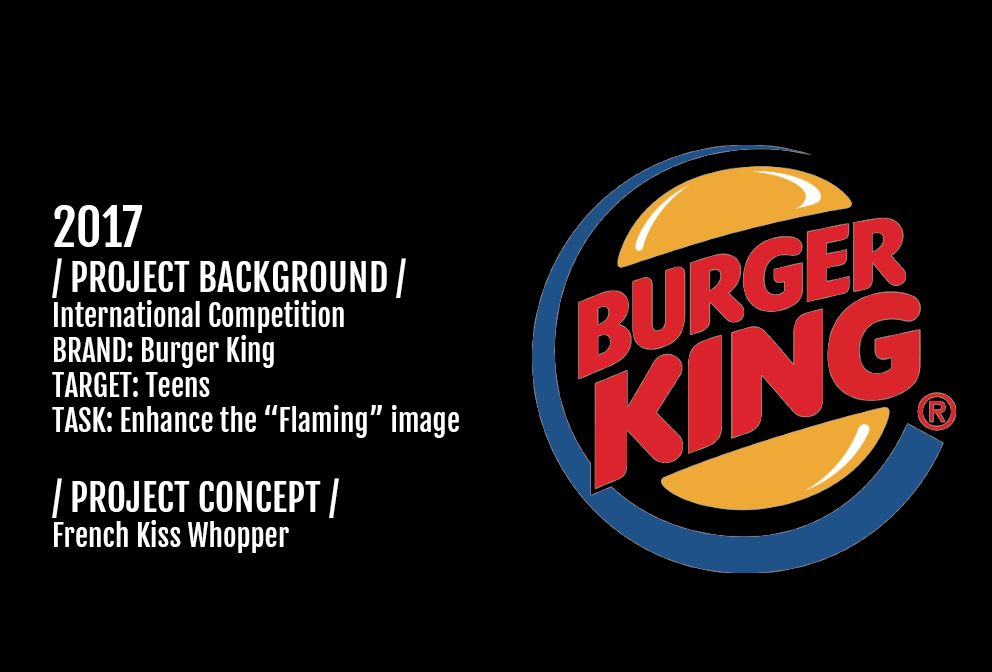 2017
/ PROJECT BACKGROUND /
International Competition
BRAND: Burger King
TARGET: Teens
TASK: Enhance the “Flaming” image
/ PROJECT CONCEPT /
French Kiss Whopper
BURGER
KING
®